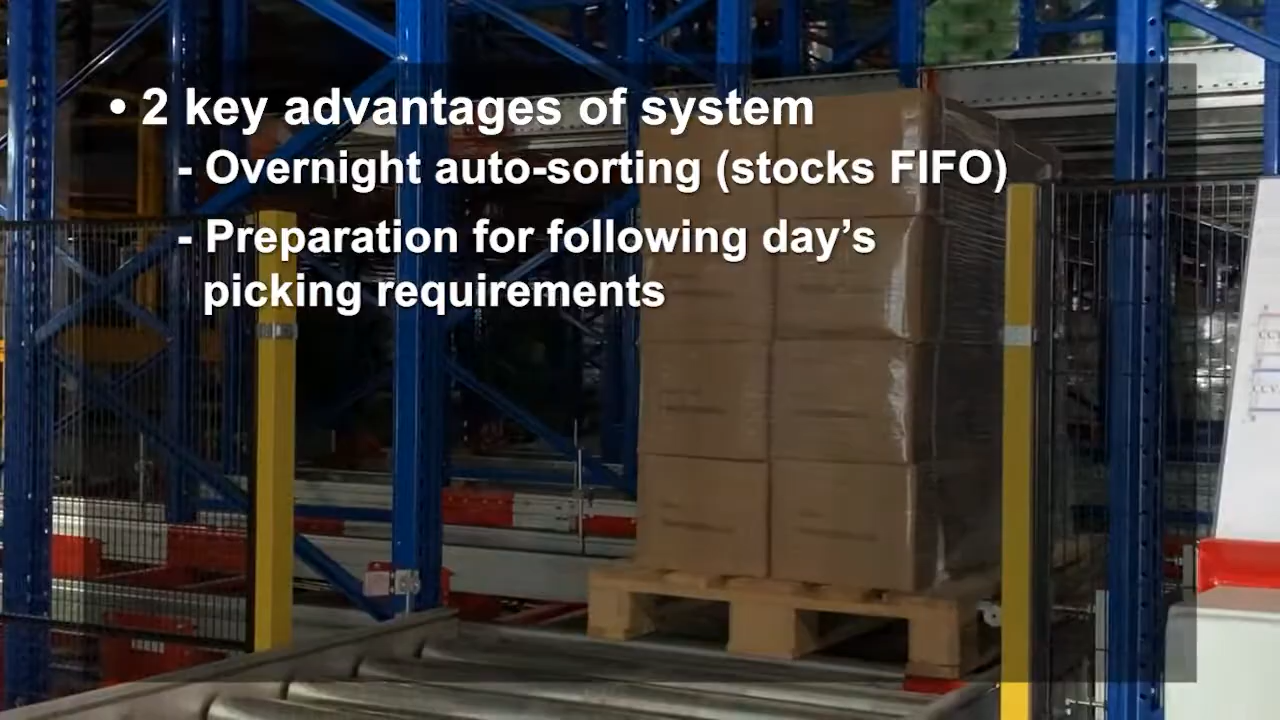 • 2 key advantages of system
- Overnight auto-sorting (stocks FIFO)
- Preparation for following day’s
picking requirements